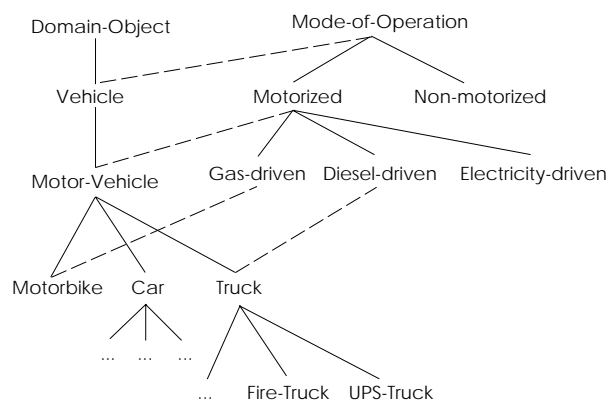 Domain-Object Mode-of-Operation
Vehicle Motorized Non-motorized
Motor-Vehicle Gas-driven Diesel-driven Electricity-driven
Motorbike Car Truck
... ... ...
... Fire-Truck UPS-Truck